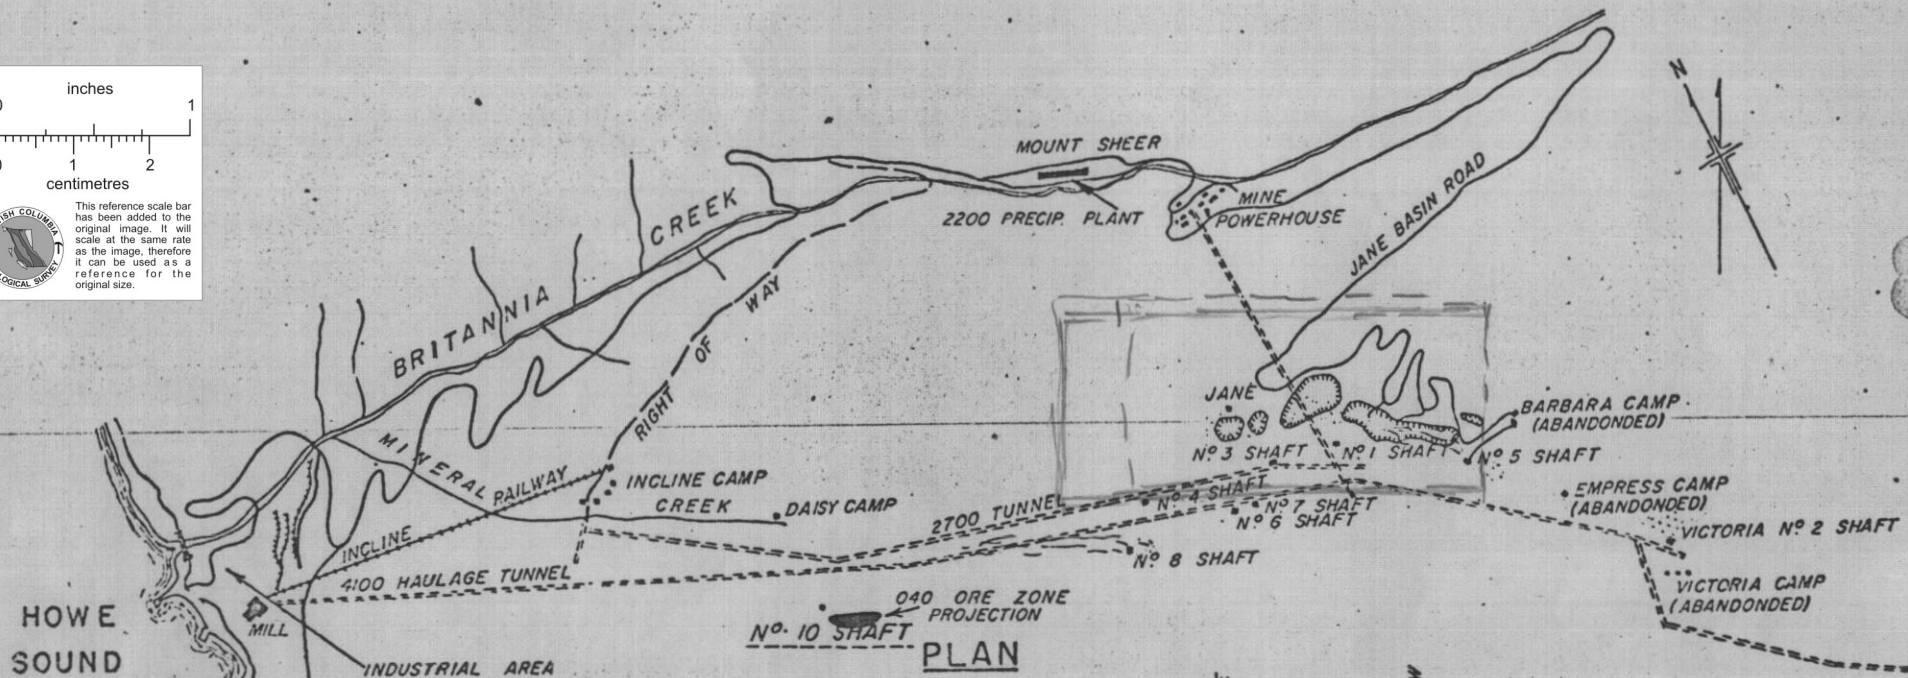 inches
0 1
0 1 2
centimetres
This reference scale bar
has been added to the
original image. It will
scale at the same rate
as the image, therefore
it can be used as a
reference for the
original size.
ISH COLUMBIA
OLOGICAL SURVEY
N
MOUNT SHEER
2200 PRECIP. PLANT
MINE
POWERHOUSE
JANE BASIN ROAD
BRITANNIA CREEK
RIGHT OF WAY
MINERAL
CREEK
INCLINE RAILWAY
INCLINE CAMP
DAISY CAMP
2700 TUNNEL
4100 HAULAGE TUNNEL
JANE
No 3 SHAFT
No 1 SHAFT
No 5 SHAFT
No 4 SHAFT
No 7 SHAFT
No 6 SHAFT
No 8 SHAFT
BARBARA CAMP
(ABANDONDED)
EMPRESS CAMP
(ABANDONDED)
VICTORIA No 2 SHAFT
VICTORIA CAMP
(ABANDONDED)
HOWE
SOUND
MILL
INDUSTRIAL AREA
040 ORE ZONE
PROJECTION
No. 10 SHAFT
PLAN